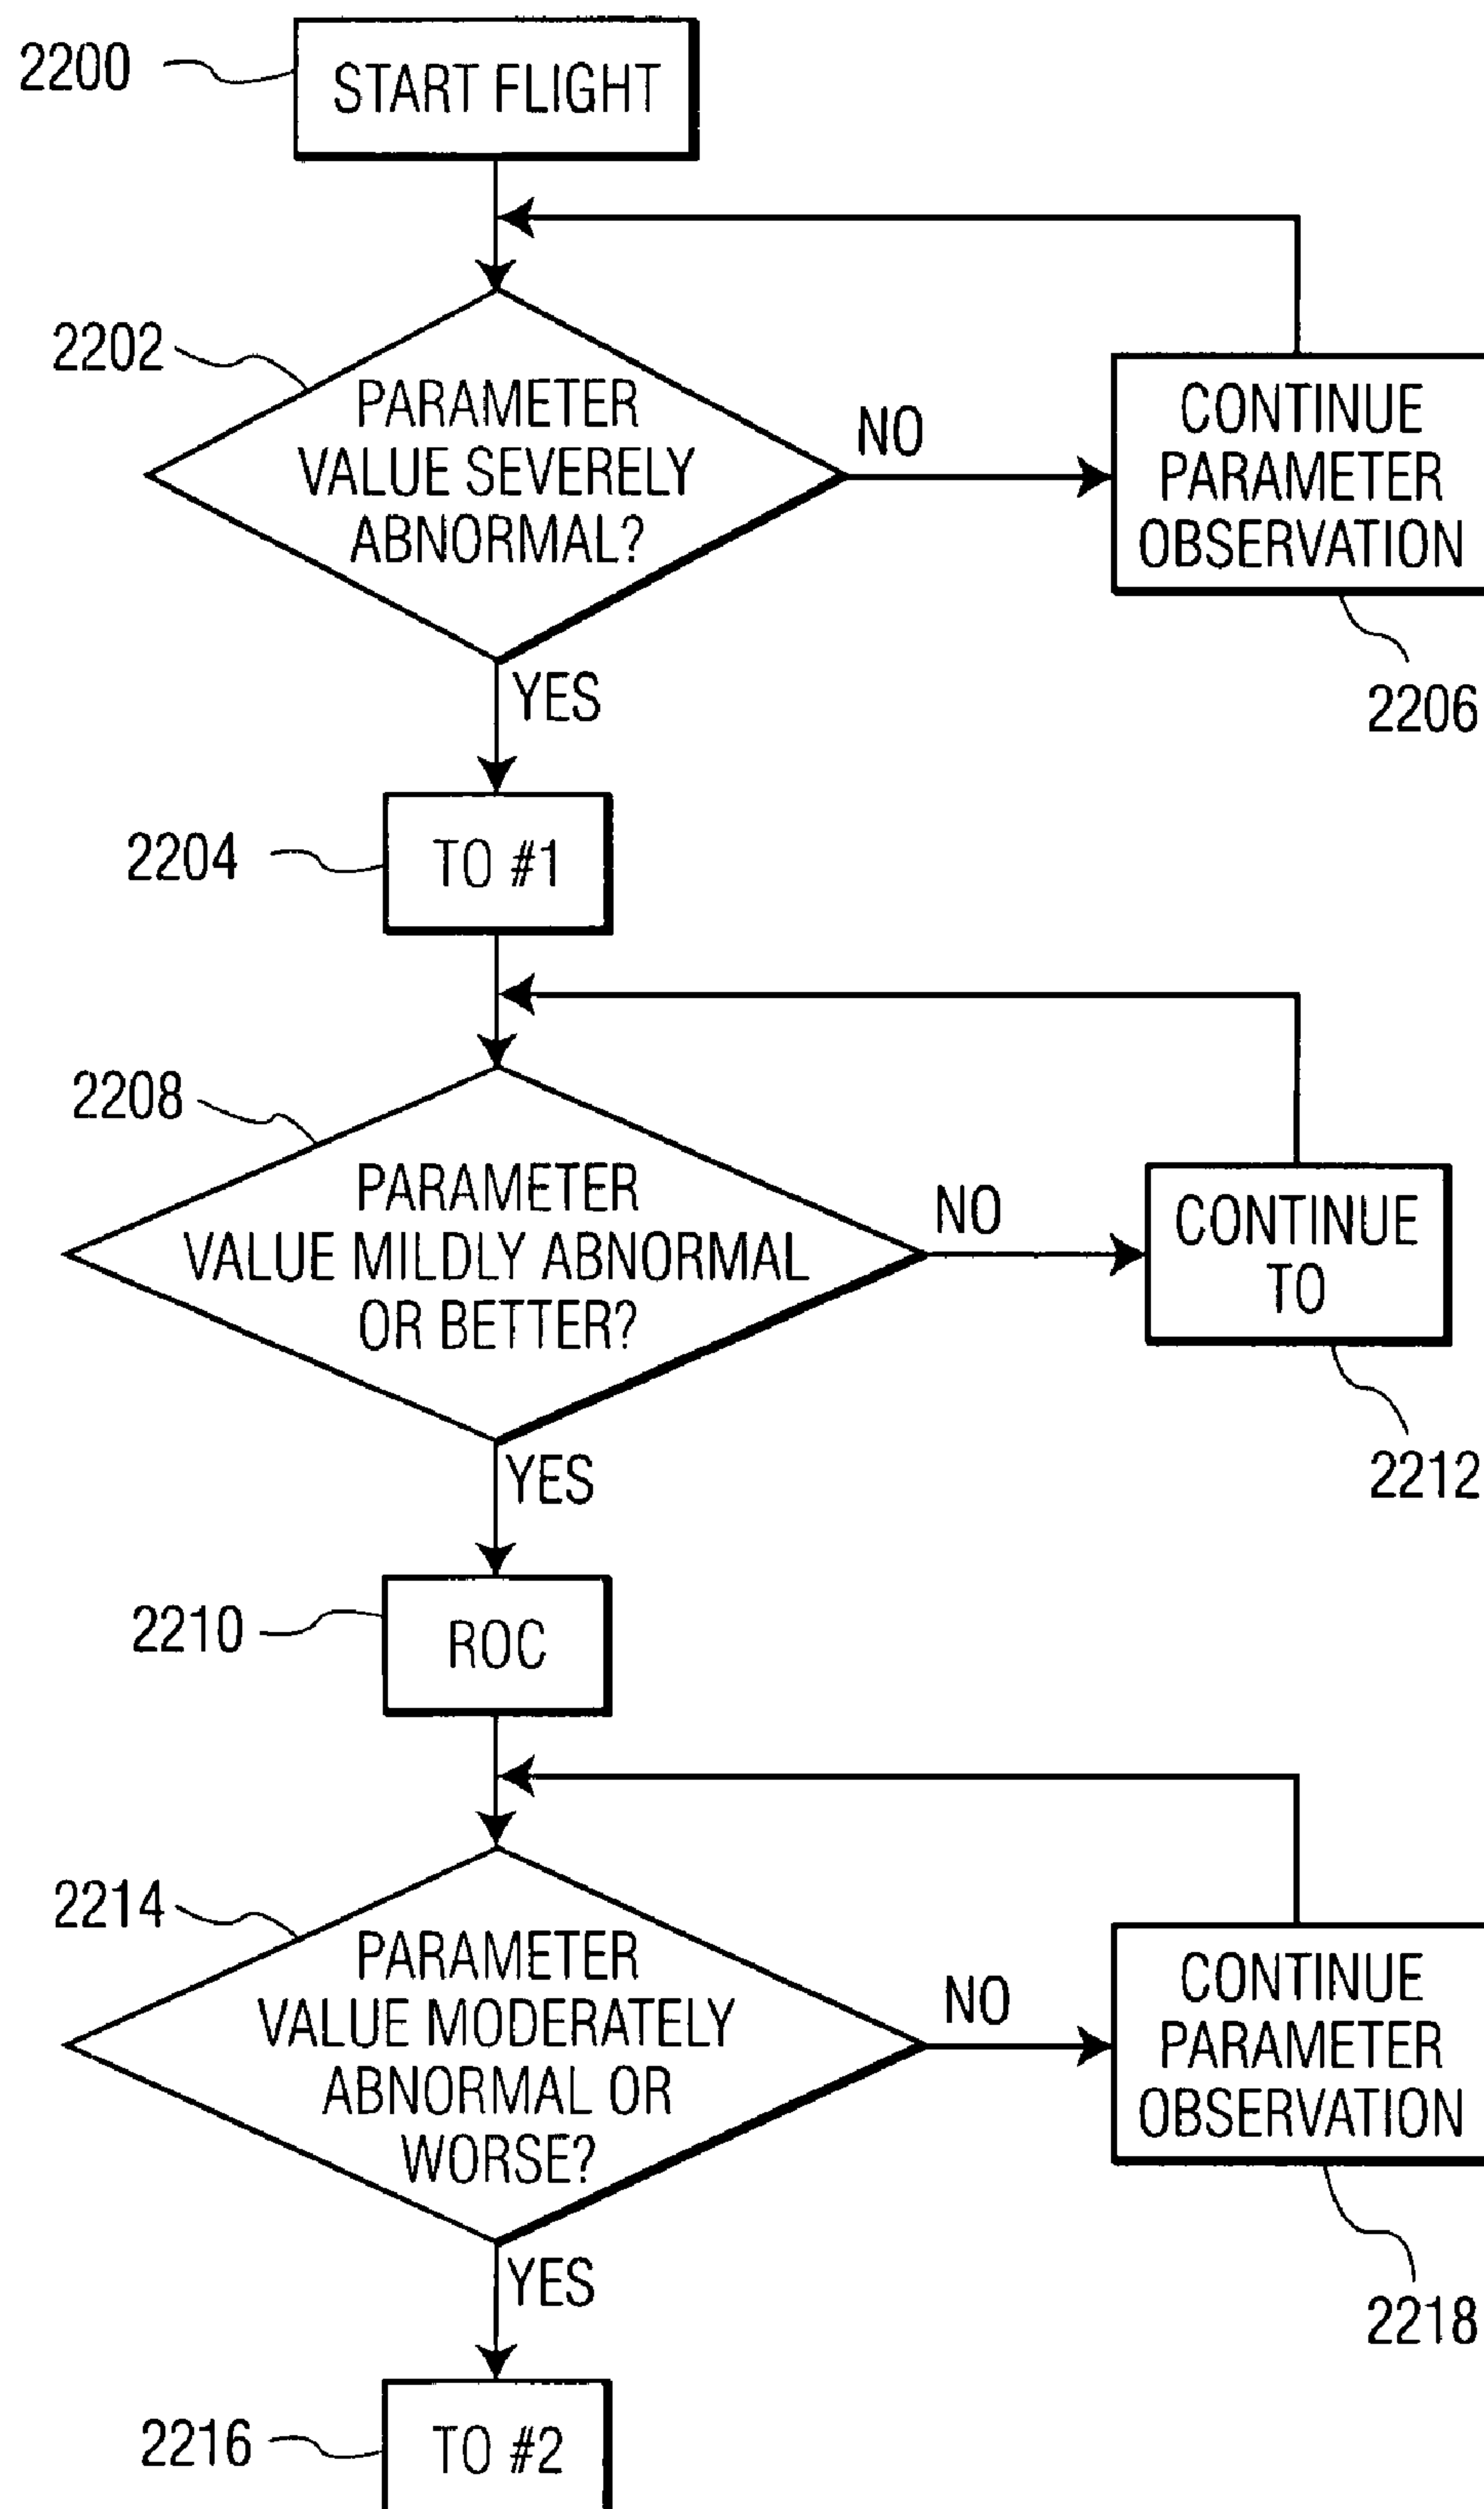 2200
START FLIGHT
2202
PARAMETER
VALUE SEVERELY
ABNORMAL?
NO
CONTINUE
PARAMETER
OBSERVATION
2206
YES
2204
TO #1
2208
PARAMETER
VALUE MILDLY ABNORMAL
OR BETTER?
NO
CONTINUE
TO
2212
YES
2210
ROC
2214
PARAMETER
VALUE MODERATELY
ABNORMAL OR
WORSE?
NO
CONTINUE
PARAMETER
OBSERVATION
2218
YES
2216
TO #2